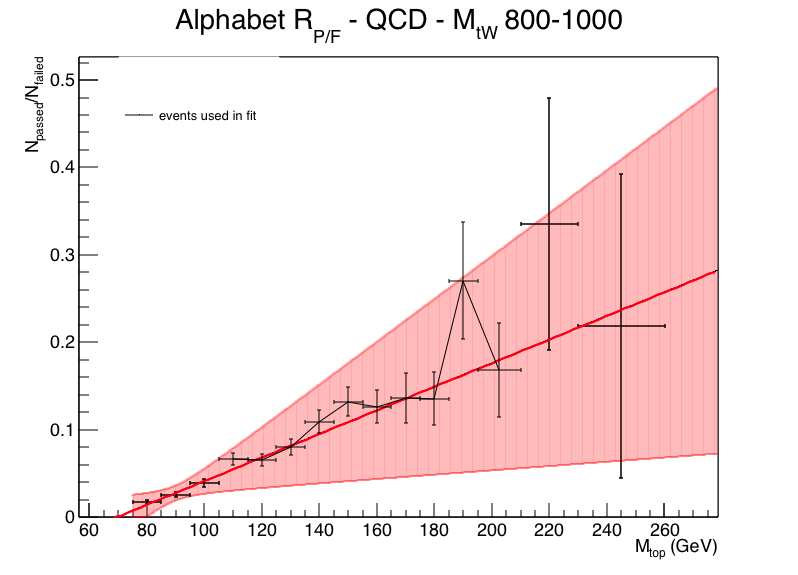 Alphabet R_P/F - QCD - M_tW 800-1000
N_passed/N_failed
0.5
events used in fit
0.4
0.3
0.2
0.1
0
60 80 100 120 140 160 180 200 220 240 260
M_top (GeV)